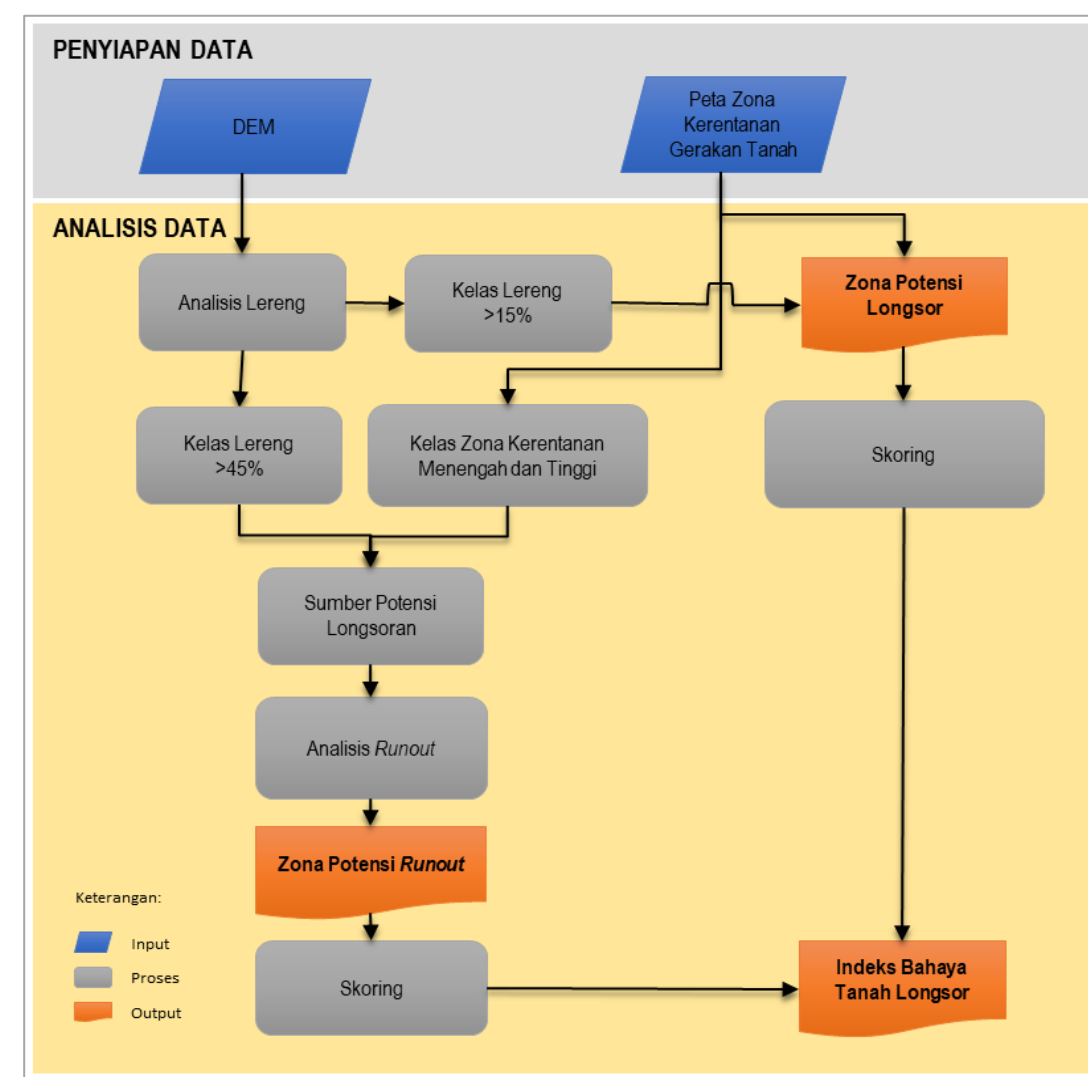 PENYIAPAN DATA
DEM
Peta Zona
Kerentanan
Gerakan Tanah
ANALISIS DATA
Analisis Lereng
Kelas Lereng
>15%
Zona Potensi
Longsor
Kelas Lereng
>45%
Kelas Zona Kerentanan
Menengah dan Tinggi
Skoring
Sumber Potensi
Longsoran
Analisis Runout
Zona Potensi Runout
Keterangan:
Input
Proses
Output
Skoring
Indeks Bahaya
Tanah Longsor